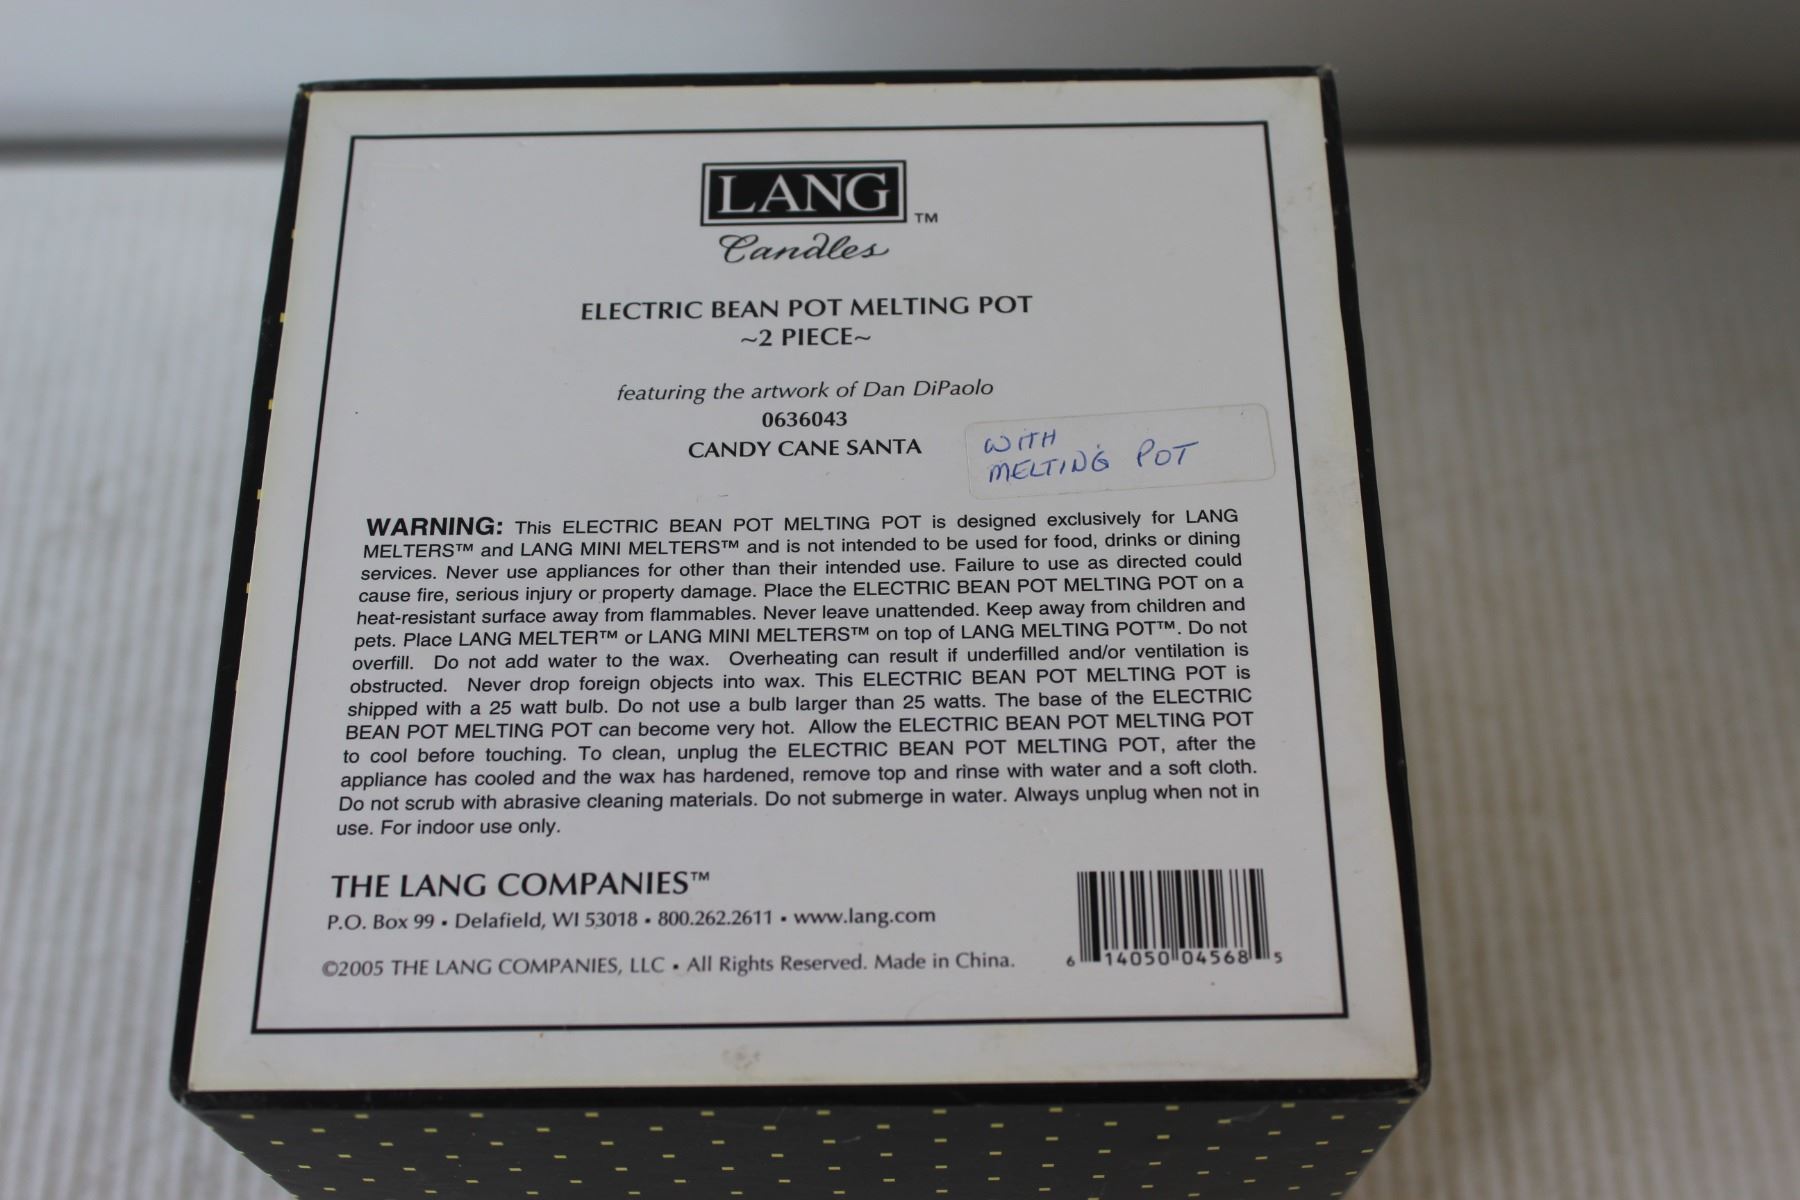 LANG™
Candles
ELECTRIC BEAN POT MELTING POT
~2 PIECE~
featuring the artwork of Dan DiPaolo
0636043
CANDY CANE SANTA
WITH
MELTING POT
WARNING: This ELECTRIC BEAN POT MELTING POT is designed exclusively for LANG
MELTERS™ and LANG MINI MELTERS™ and is not intended to be used for food, drinks or dining
services. Never use appliances for other than their intended use. Failure to use as directed could
cause fire, serious injury or property damage. Place the ELECTRIC BEAN POT MELTING POT on a
heat-resistant surface away from flammables. Never leave unattended. Keep away from children and
pets. Place LANG MELTER™ or LANG MINI MELTERS™ on top of LANG MELTING POT™. Do not
overfill. Do not add water to the wax. Overheating can result if underfilled and/or ventilation is
obstructed. Never drop foreign objects into wax. This ELECTRIC BEAN POT MELTING POT is
shipped with a 25 watt bulb. Do not use a bulb larger than 25 watts. The base of the ELECTRIC
BEAN POT MELTING POT can become very hot. Allow the ELECTRIC BEAN POT MELTING POT
to cool before touching. To clean, unplug the ELECTRIC BEAN POT MELTING POT, after the
appliance has cooled and the wax has hardened, remove top and rinse with water and a soft cloth.
Do not scrub with abrasive cleaning materials. Do not submerge in water. Always unplug when not in
use. For indoor use only.
THE LANG COMPANIES™
P.O. Box 99 • Delafield, WI 53018 • 800.262.2611 • www.lang.com
©2005 THE LANG COMPANIES, LLC • All Rights Reserved. Made in China.
6 14050 04568 5